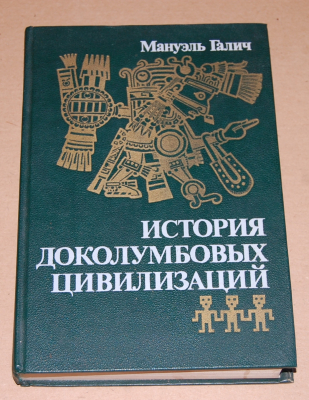 Мануэль Галич
ИСТОРИЯ
ДОКОЛУМБОВЫХ
ЦИВИЛИЗАЦИЙ